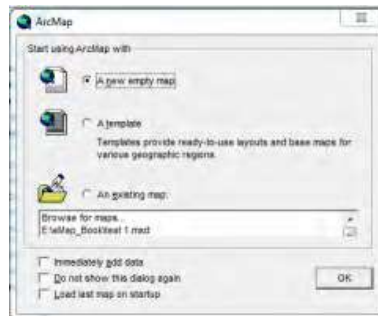 ArcMap
Start using ArcMap with
A new empty map
A template
Templates provide ready-to-use layouts and base maps for
various geographic regions.
An existing map:
Browse for maps...
Immediately add data
Do not show this dialog again
OK
Load last map on startup